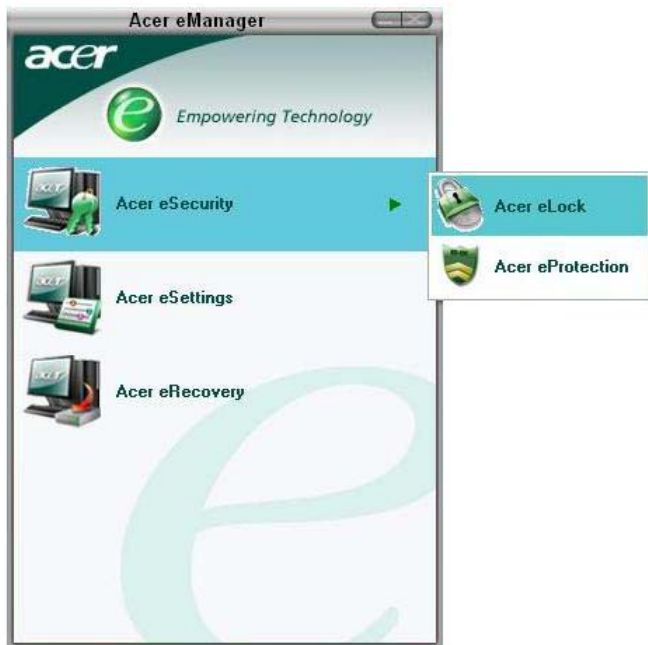 Acer eManager
acer
e Empowering Technology
Acer eSecurity
Acer eLock
Acer eProtection
Acer eSettings
Acer eRecovery